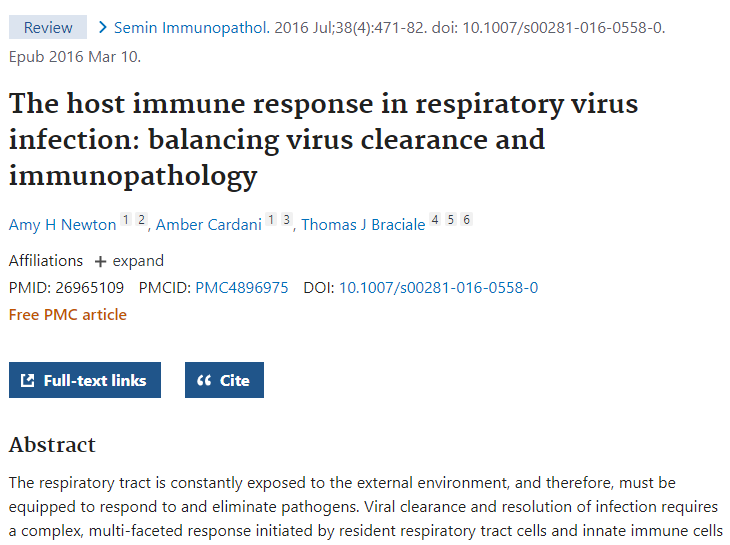 Review > Semin Immunopathol. 2016 Jul;38(4):471-82. doi: 10.1007/s00281-016-0558-0.
Epub 2016 Mar 10.
The host immune response in respiratory virus
infection: balancing virus clearance and
immunopathology
Amy H Newton 1 2, Amber Cardani 1 3, Thomas J Braciale 4 5 6
Affiliations + expand
PMID: 26965109 PMCID: PMC4896975 DOI: 10.1007/s00281-016-0558-0
Free PMC article
Full-text links Cite
Abstract
The respiratory tract is constantly exposed to the external environment, and therefore, must be
equipped to respond to and eliminate pathogens. Viral clearance and resolution of infection requires
a complex, multi-faceted response initiated by resident respiratory tract cells and innate immune cells